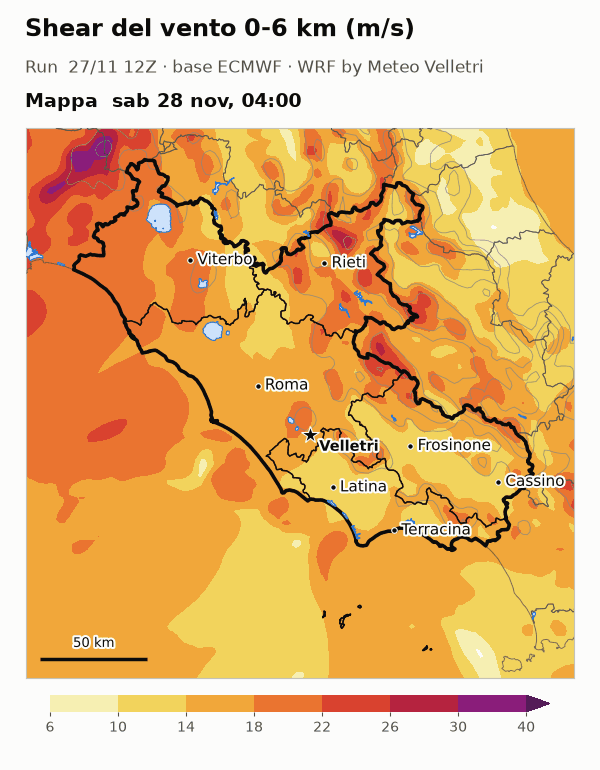 Shear del vento 0-6 km (m/s)
Run  27/11 12Z · base ECMWF · WRF by Meteo Velletri
Mappa  sab 28 nov, 04:00
Viterbo
Rieti
Roma
Velletri
Frosinone
Latina
Cassino
Terracina
50 km
6 10 14 18 22 26 30 40